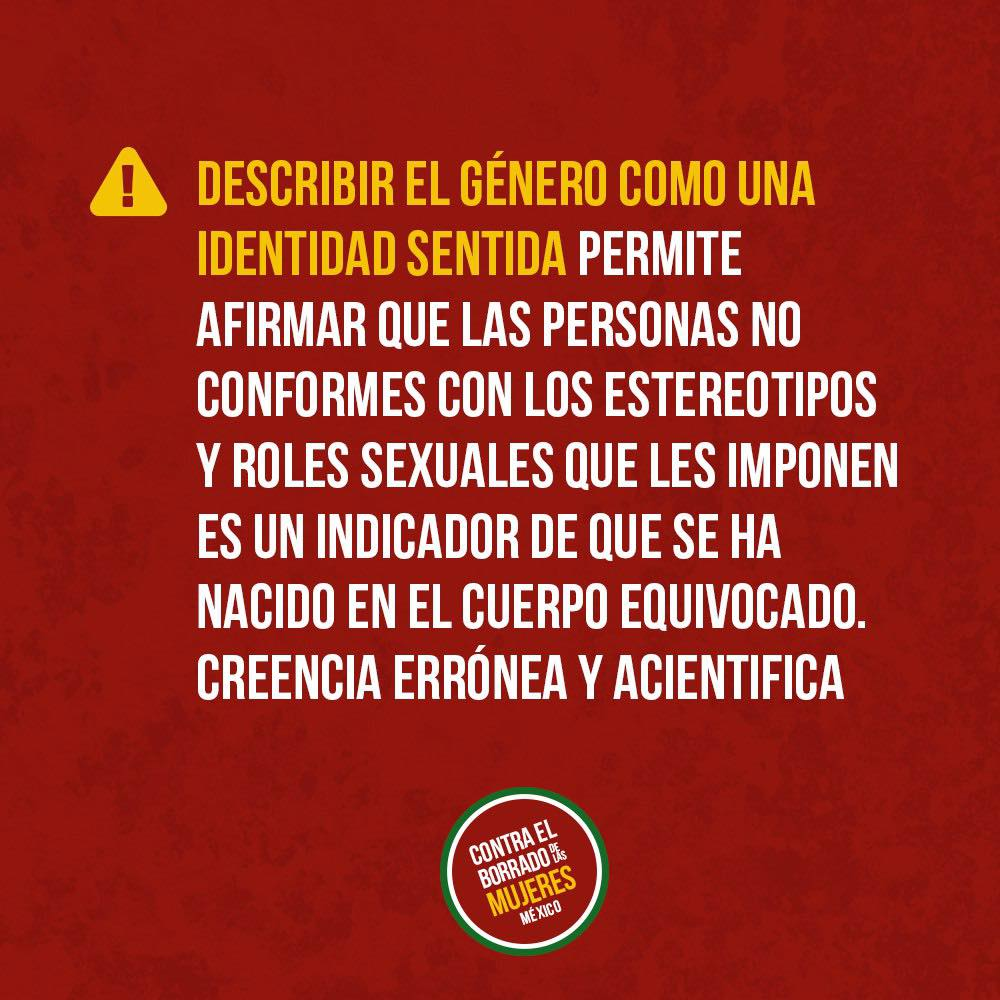 DESCRIBIR EL GÉNERO COMO UNA
IDENTIDAD SENTIDA PERMITE
AFIRMAR QUE LAS PERSONAS NO
CONFORMES CON LOS ESTEREOTIPOS
Y ROLES SEXUALES QUE LES IMPONEN
ES UN INDICADOR DE QUE SE HA
NACIDO EN EL CUERPO EQUIVOCADO.
CREENCIA ERRÓNEA Y ACIENTIFICA
CONTRA EL
BORRADO DE LAS
MUJERES
MÉXICO